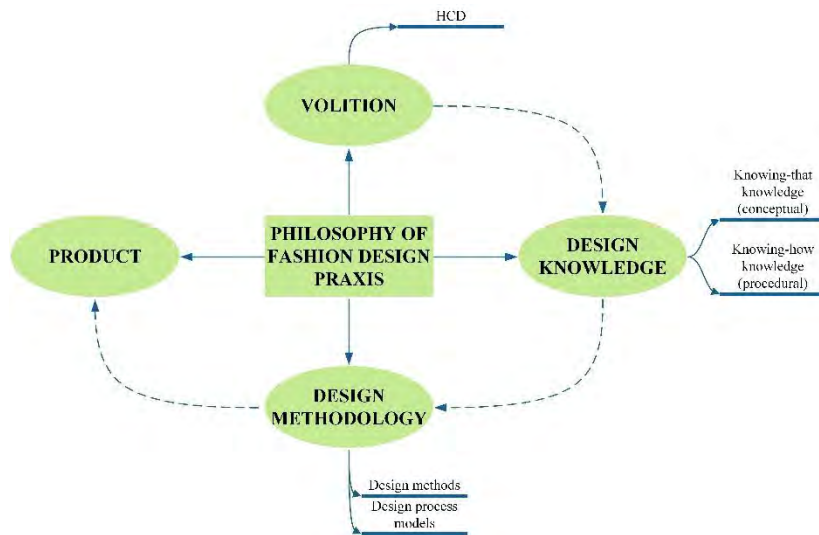 HCD
VOLITION
Knowing-that
knowledge
(conceptual)
PRODUCT
PHILOSOPHY OF
FASHION DESIGN
PRAXIS
DESIGN
KNOWLEDGE
Knowing-how
knowledge
(procedural)
DESIGN
METHODOLOGY
Design methods
Design process
models